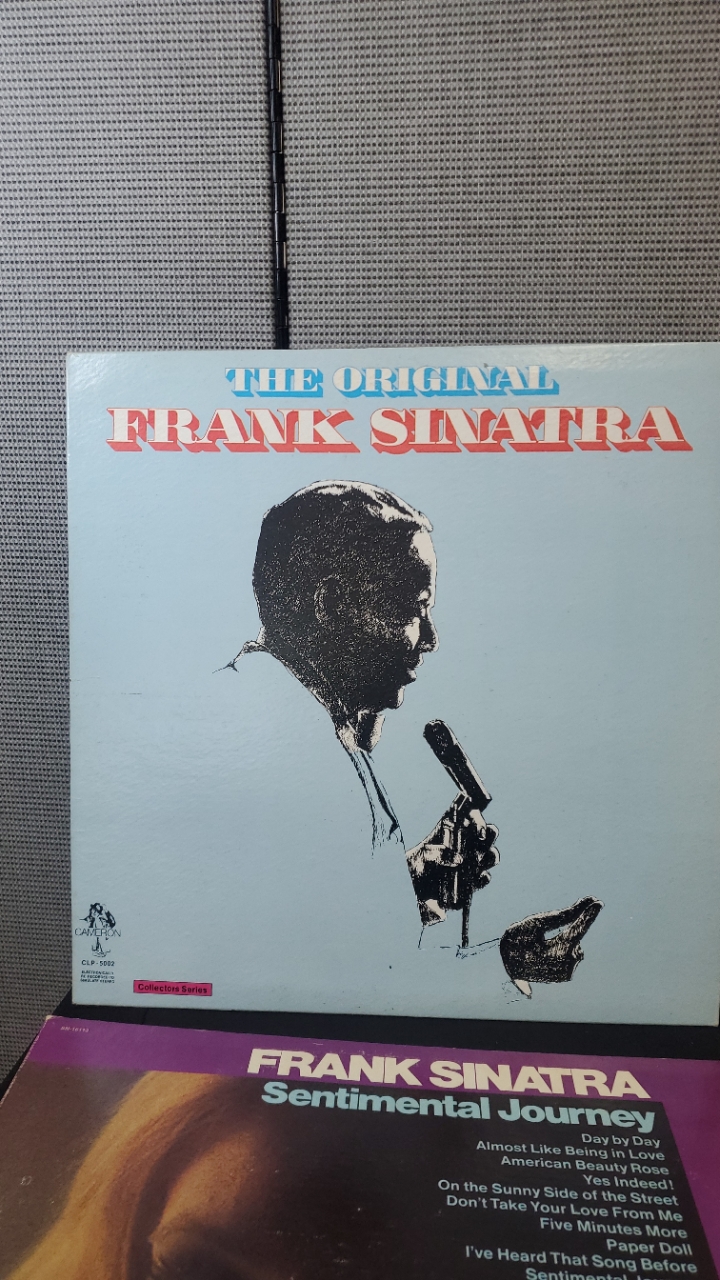 THE ORIGINAL
FRANK SINATRA
CAMERON
CLP-5002
Collectors Series
FRANK SINATRA
Sentimental Journey
Day by Day
Almost Like Being in Love
American Beauty Rose
Yes Indeed!
On the Sunny Side of the Street
Don't Take Your Love From Me
Five Minutes More
Paper Doll
I've Heard That Song Before